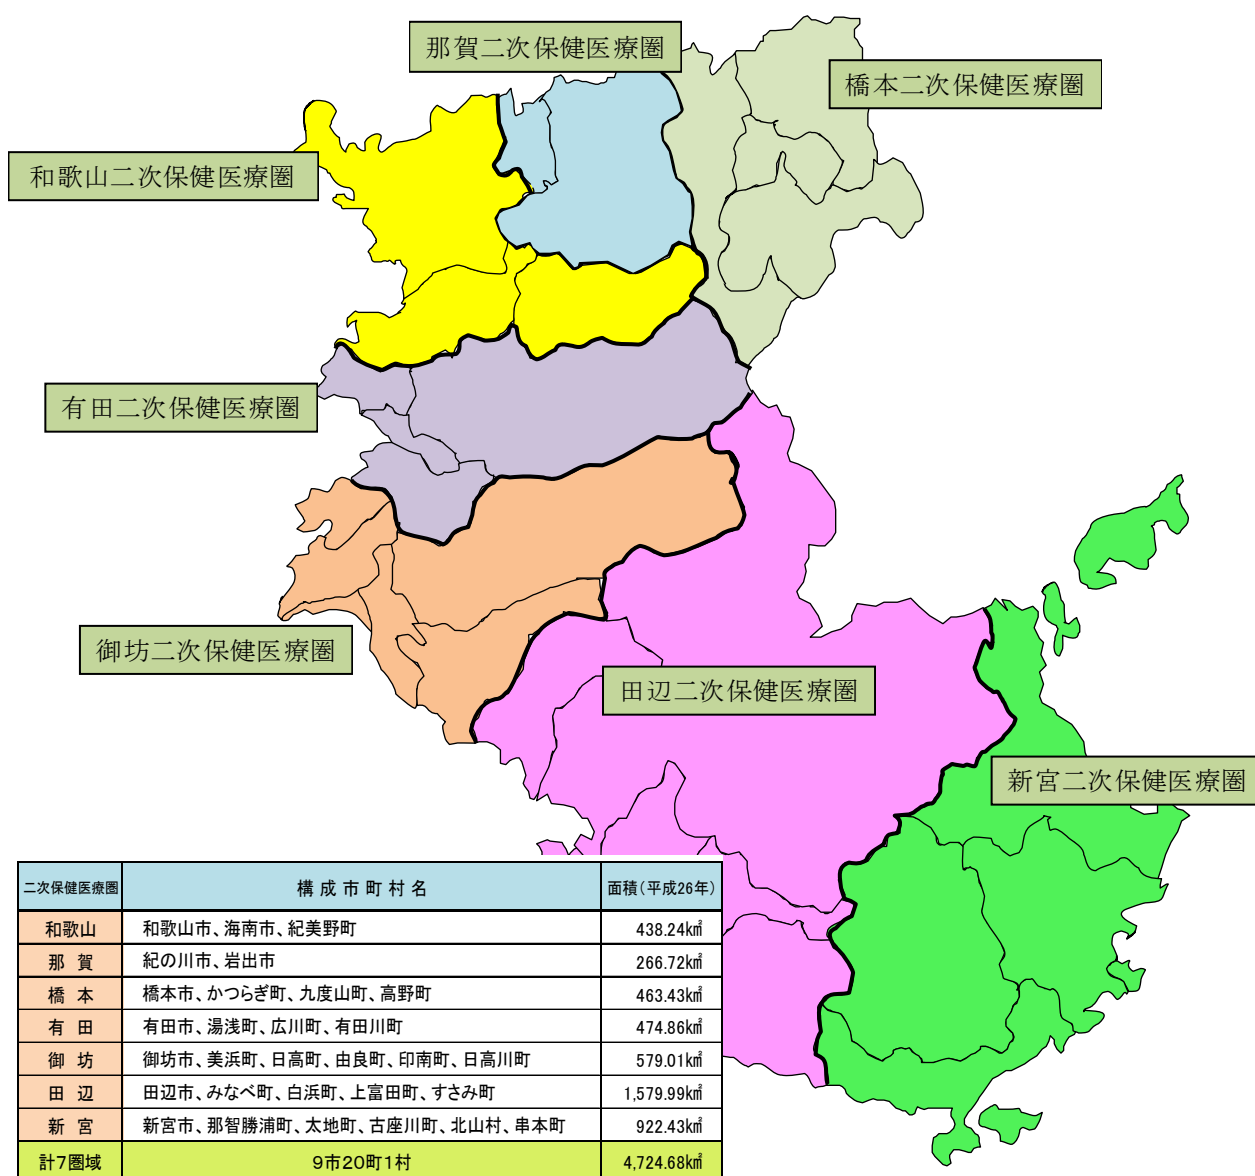 那賀二次保健医療圏
橋本二次保健医療圏
和歌山二次保健医療圏
有田二次保健医療圏
御坊二次保健医療圏
田辺二次保健医療圏
新宮二次保健医療圏
二次保健医療圏 構成市町村名 面積(平成26年)
和歌山 和歌山市、海南市、紀美野町 438.24㎢
那賀 紀の川市、岩出市 266.72㎢
橋本 橋本市、かつらぎ町、九度山町、高野町 463.43㎢
有田 有田市、湯浅町、広川町、有田川町 474.86㎢
御坊 御坊市、美浜町、日高町、由良町、印南町、日高川町 579.01㎢
田辺 田辺市、みなべ町、白浜町、上富田町、すさみ町 1,579.99㎢
新宮 新宮市、那智勝浦町、太地町、古座川町、北山村、串本町 922.43㎢
計7圏域 9市20町1村 4,724.68㎢